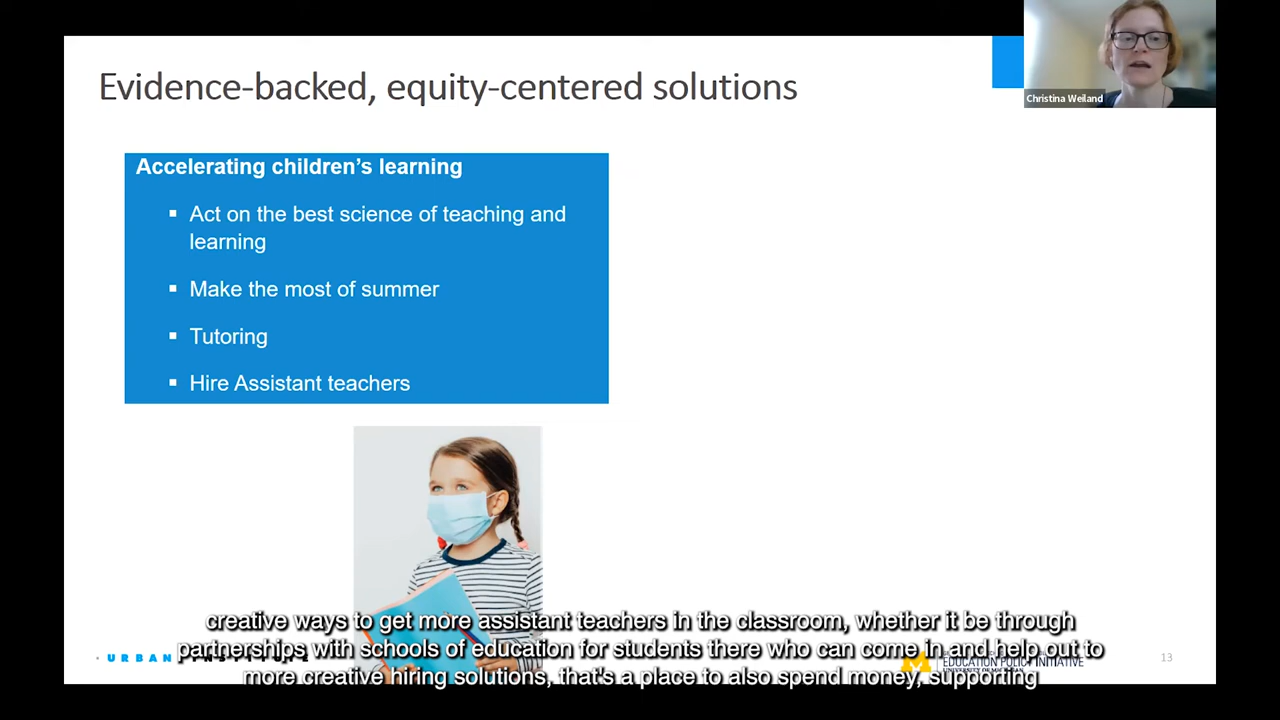 Evidence-backed, equity-centered solutions
Christina Weiland
Accelerating children's learning
▪ Act on the best science of teaching and
learning
▪ Make the most of summer
▪ Tutoring
▪ Hire Assistant teachers
creative ways to get more assistant teachers in the classroom, whether it be through
partnerships with schools of education for students there who can come in and help out to
more creative hiring solutions, that's a place to also spend money, supporting
· URBAN INSTITUTE
EDUCATION POLICY INITIATIVE
13